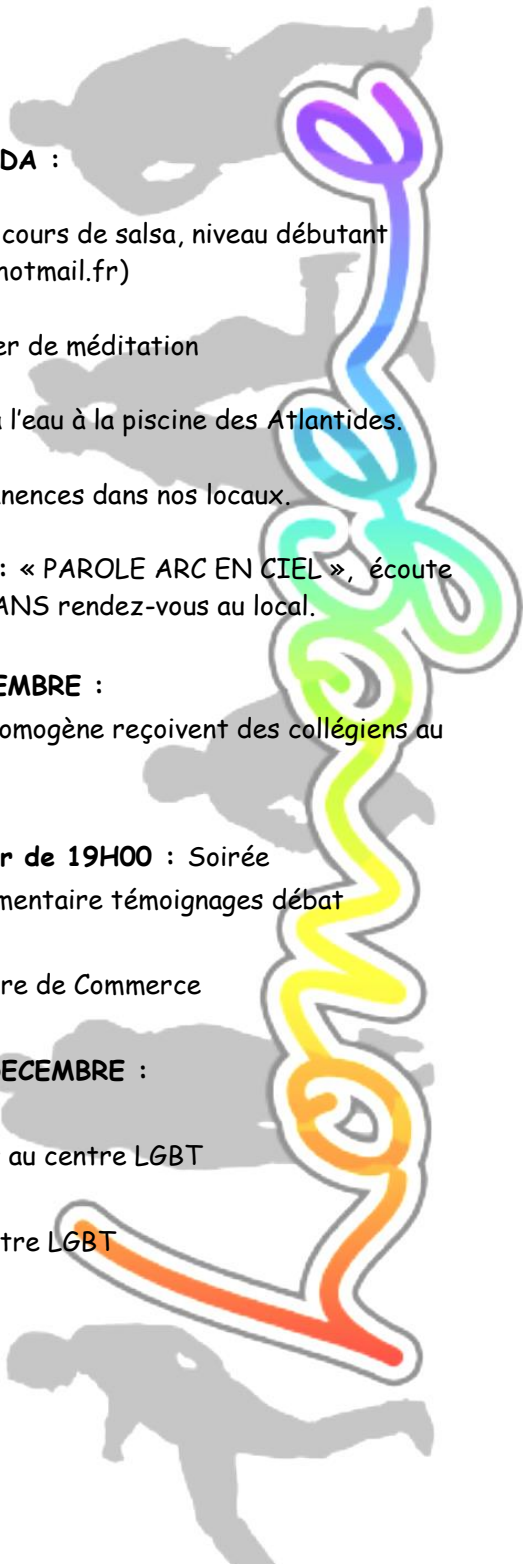 DA :
cours de salsa, niveau débutant
hotmail.fr)
er de méditation
à l'eau à la piscine des Atlantides.
nences dans nos locaux.
: « PAROLE ARC EN CIEL », écoute
ANS rendez-vous au local.
EMBRE :
omogène reçoivent des collégiens au
r de 19H00 : Soirée
mentaire témoignages débat
re de Commerce
DECEMBRE :
au centre LGBT
tre LGBT